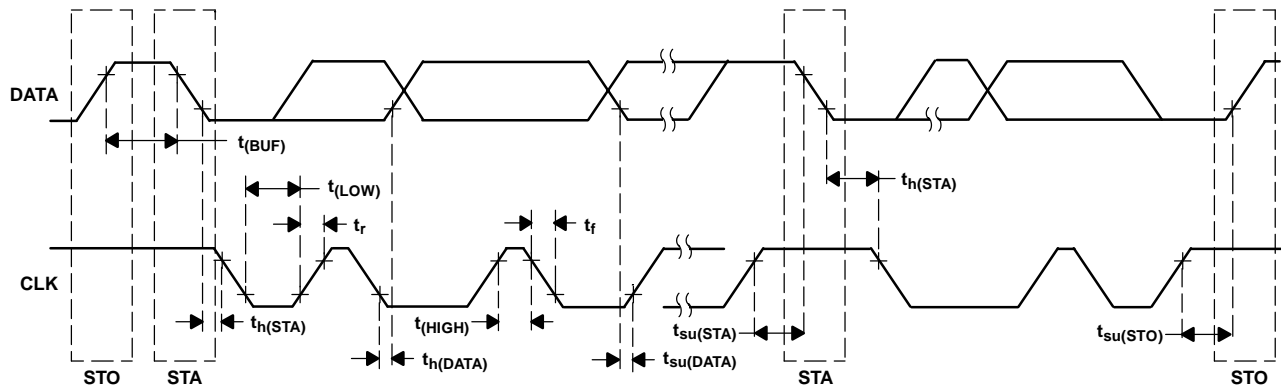 DATA
t(BUF)
t(LOW)
tr
tf
th(STA)
CLK
th(STA)
th(DATA)
t(HIGH)
tsu(DATA)
tsu(STA)
tsu(STO)
STO
STA
STA
STO